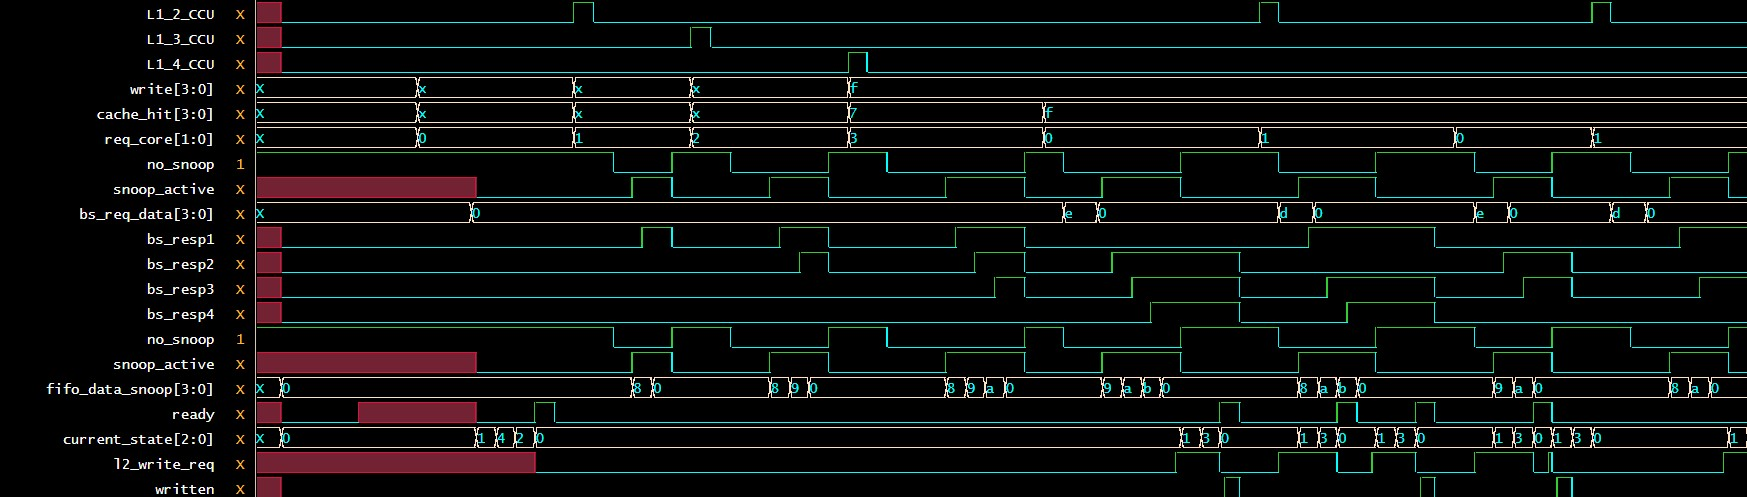 L1_2_CCU X
L1_3_CCU X
L1_4_CCU X
write[3:0] X X x x x f
cache_hit[3:0] X X x x x 7 f
req_core[1:0] X X 0 1 2 3 0 1 0 1
no_snoop 1
snoop_active X
bs_req_data[3:0] X X 0 e 0 d 0 e 0 d 0
bs_resp1 X
bs_resp2 X
bs_resp3 X
bs_resp4 X
no_snoop 1
snoop_active X
fifo_data_snoop[3:0] X X 0 8 0 8 9 0 8 9 a 0 9 a b 0 8 a b 0 9 a 0 8 a 0
ready X
current_state[2:0] X X 0 1 4 2 0 1 3 0 1 3 0 1 3 0 1 3 0 1 3 0 1
l2_write_req X
written X